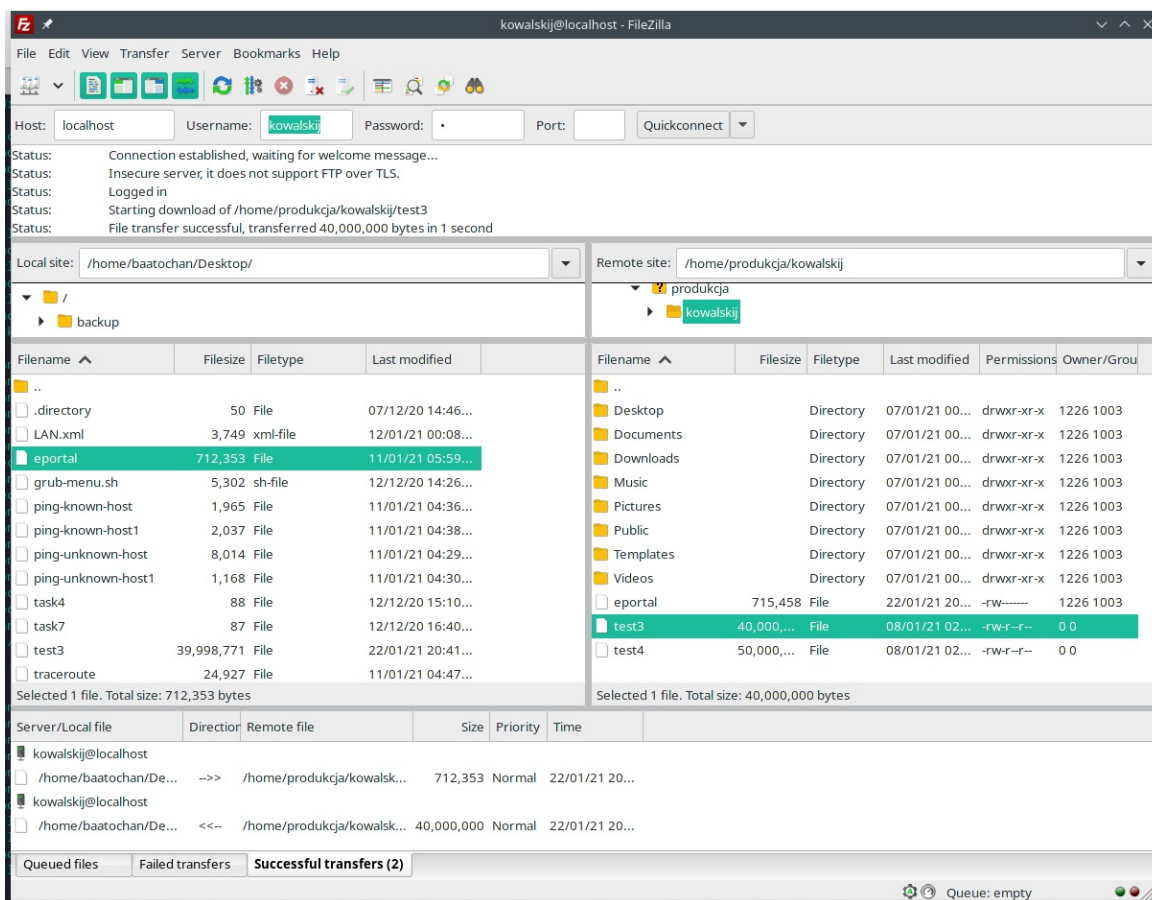 Fz kowalskij@localhost - FileZilla
File Edit View Transfer Server Bookmarks Help
Host: localhost Username: kowalskij Password: • Port: Quickconnect
Status: Connection established, waiting for welcome message...
Status: Insecure server, it does not support FTP over TLS.
Status: Logged in
Status: Starting download of /home/produkcja/kowalskij/test3
Status: File transfer successful, transferred 40,000,000 bytes in 1 second
Local site: /home/baatochan/Desktop/
/
backup
Filename Filesize Filetype Last modified
..
.directory 50 File 07/12/20 14:46...
LAN.xml 3,749 xml-file 12/01/21 00:08...
eportal 712,353 File 11/01/21 05:59...
grub-menu.sh 5,302 sh-file 12/12/20 14:26...
ping-known-host 1,965 File 11/01/21 04:36...
ping-known-host1 2,037 File 11/01/21 04:38...
ping-unknown-host 8,014 File 11/01/21 04:29...
ping-unknown-host1 1,168 File 11/01/21 04:30...
task4 88 File 12/12/20 15:10...
task7 87 File 12/12/20 16:40...
test3 39,998,771 File 22/01/21 20:41...
traceroute 24,927 File 11/01/21 04:47...
Selected 1 file. Total size: 712,353 bytes
Remote site: /home/produkcja/kowalskij
? produkcja
kowalskij
Filename Filesize Filetype Last modified Permissions Owner/Grou
..
Desktop Directory 07/01/21 00... drwxr-xr-x 1226 1003
Documents Directory 07/01/21 00... drwxr-xr-x 1226 1003
Downloads Directory 07/01/21 00... drwxr-xr-x 1226 1003
Music Directory 07/01/21 00... drwxr-xr-x 1226 1003
Pictures Directory 07/01/21 00... drwxr-xr-x 1226 1003
Public Directory 07/01/21 00... drwxr-xr-x 1226 1003
Templates Directory 07/01/21 00... drwxr-xr-x 1226 1003
Videos Directory 07/01/21 00... drwxr-xr-x 1226 1003
eportal 715,458 File 22/01/21 20... -rw------- 1226 1003
test3 40,000,... File 08/01/21 02... -rw-r--r-- 0 0
test4 50,000,... File 08/01/21 02... -rw-r--r-- 0 0
Selected 1 file. Total size: 40,000,000 bytes
Server/Local file Direction Remote file Size Priority Time
kowalskij@localhost
/home/baatochan/De... -->> /home/produkcja/kowalsk... 712,353 Normal 22/01/21 20...
kowalskij@localhost
/home/baatochan/De... <<-- /home/produkcja/kowalsk... 40,000,000 Normal 22/01/21 20...
Queued files Failed transfers Successful transfers (2)
Queue: empty